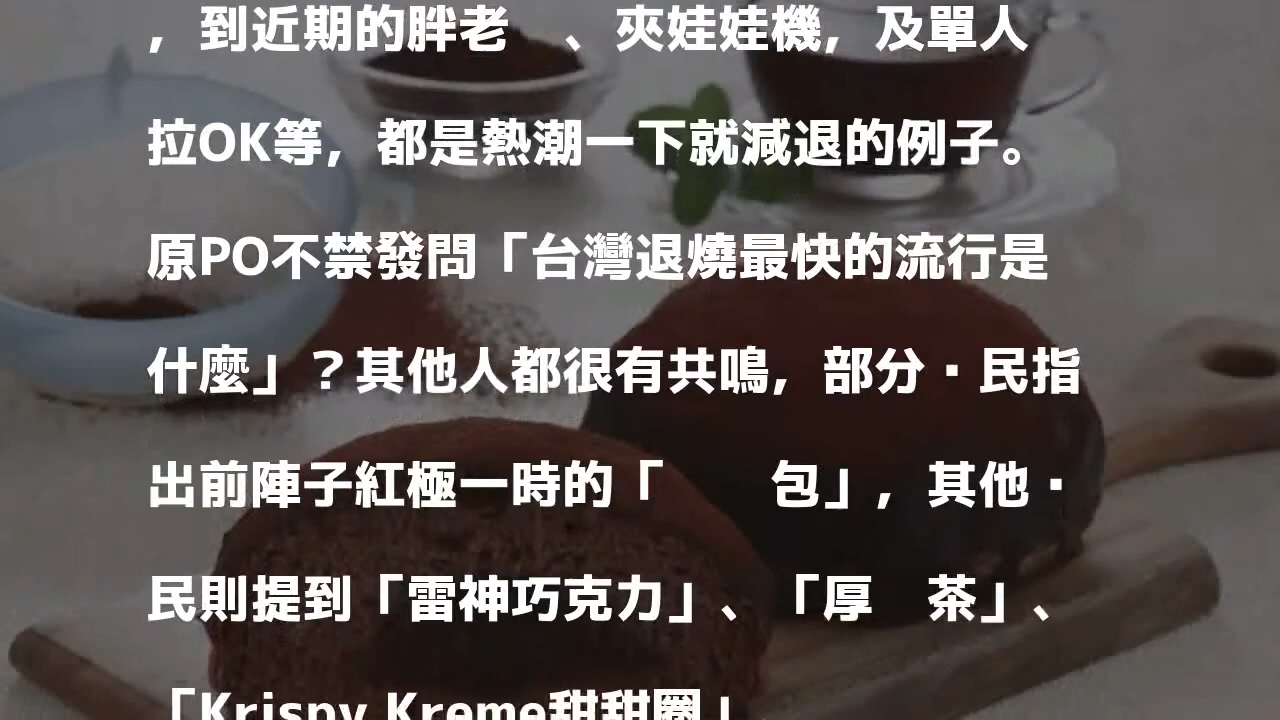 ，到近期的胖老　、夾娃娃機，及單人
拉OK等，都是熱潮一下就減退的例子。
原PO不禁發問「台灣退燒最快的流行是
什麼」？其他人都很有共鳴，部分▪民指
出前陣子紅極一時的「　　包」，其他▪
民則提到「雷神巧克力」、「厚　茶」、
「Krispy Kreme甜甜圈」